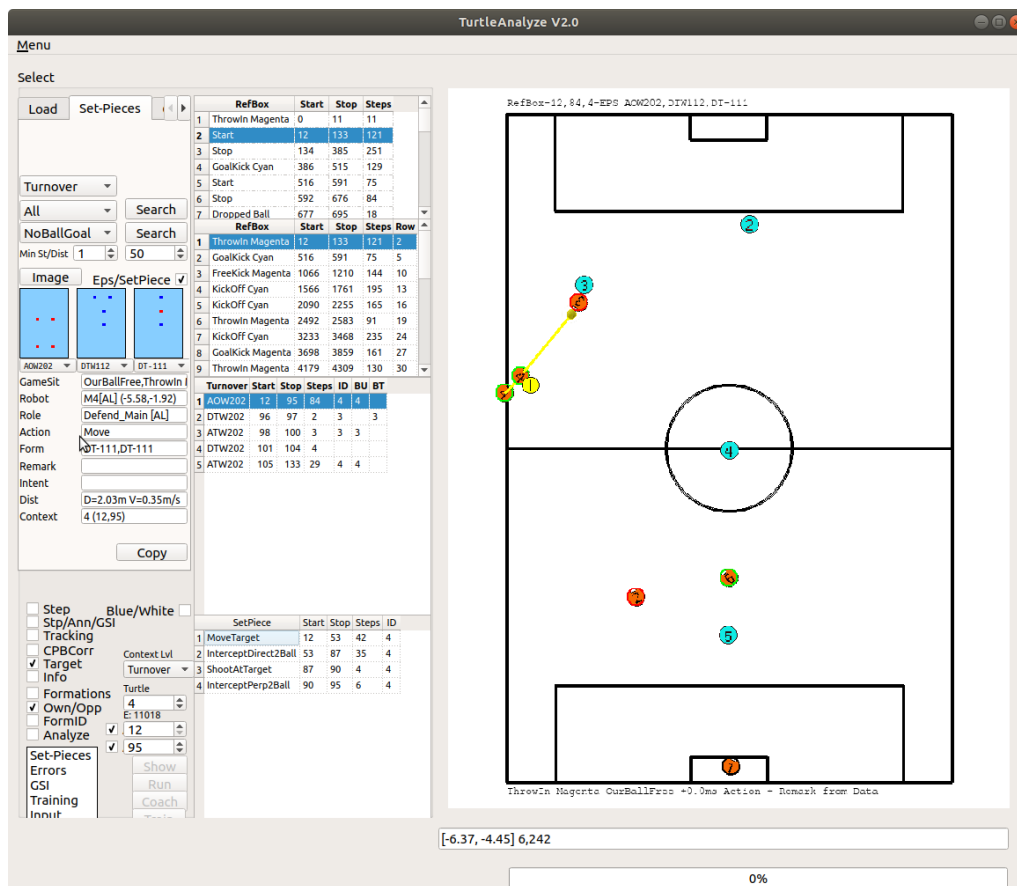 TurtleAnalyze V2.0
Menu
Select
Load Set-Pieces
Turnover
All Search
NoBallGoal Search
Min St/Dist 1 50
Image Eps/SetPiece
AOW202 DTW112 DT-111
GameSit OurBallFree,ThrowIn
Robot M4[AL] (-5.58,-1.92)
Role Defend_Main [AL]
Action Move
Form DT-111,DT-111
Remark
Intent
Dist D=2.03m V=0.35m/s
Context 4 (12,95)
Copy
Step Blue/White
Stp/Ann/GSI
Tracking
CPBCorr
Target
Info
Formations
Own/Opp
FormID
Analyze
Context Lvl
Turnover
Turtle
4
E: 11018
12
95
Set-Pieces
Errors
GSI
Training
Input
Show
Run
Coach
Train
RefBox Start Stop Steps
1 ThrowIn Magenta 0 11 11
2 Start 12 133 121
3 Stop 134 385 251
4 GoalKick Cyan 386 515 129
5 Start 516 591 75
6 Stop 592 676 84
7 Dropped Ball 677 695 18
RefBox Start Stop Steps Row
1 ThrowIn Magenta 12 133 121 2
2 GoalKick Cyan 516 591 75 5
3 FreeKick Magenta 1066 1210 144 10
4 KickOff Cyan 1566 1761 195 13
5 KickOff Cyan 2090 2255 165 16
6 ThrowIn Magenta 2492 2583 91 19
7 KickOff Cyan 3233 3468 235 24
8 GoalKick Magenta 3698 3859 161 27
9 ThrowIn Magenta 4179 4309 130 30
Turnover Start Stop Steps ID BU BT
1 AOW202 12 95 84 4 4
2 DTW202 96 97 2 3 3
3 ATW202 98 100 3 3 3
4 DTW202 101 104 4
5 ATW202 105 133 29 4 4
SetPiece Start Stop Steps ID
1 MoveTarget 12 53 42 4
2 InterceptDirect2Ball 53 87 35 4
3 ShootAtTarget 87 90 4 4
4 InterceptPerp2Ball 90 95 6 4
RefBox-12,84,4-EPS AOW202,DTW112,DT-111
2
3
1
4
6
5
ThrowIn Magenta OurBallFree +0.0ms Action - Remark from Data
[-6.37, -4.45] 6,242
0%